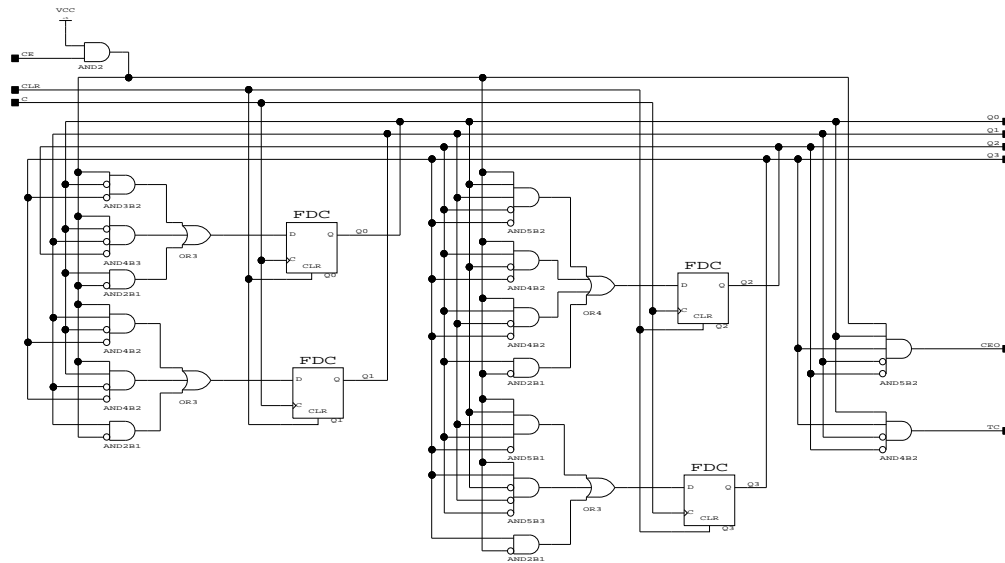 VCC
CE
AND2
CLR
C
Q0
Q1
Q2
Q3
AND3B2
AND4B3
AND2B1
OR3
FDC
D
Q
C
CLR
Q0
Q0
AND4B2
AND4B2
AND2B1
OR3
FDC
D
Q
C
CLR
Q1
Q1
AND5B2
AND4B2
AND4B2
AND2B1
OR4
FDC
D
Q
C
CLR
Q2
Q2
AND5B1
AND5B3
AND2B1
OR3
FDC
D
Q
C
CLR
Q3
Q3
AND5B2
CEO
AND4B2
TC